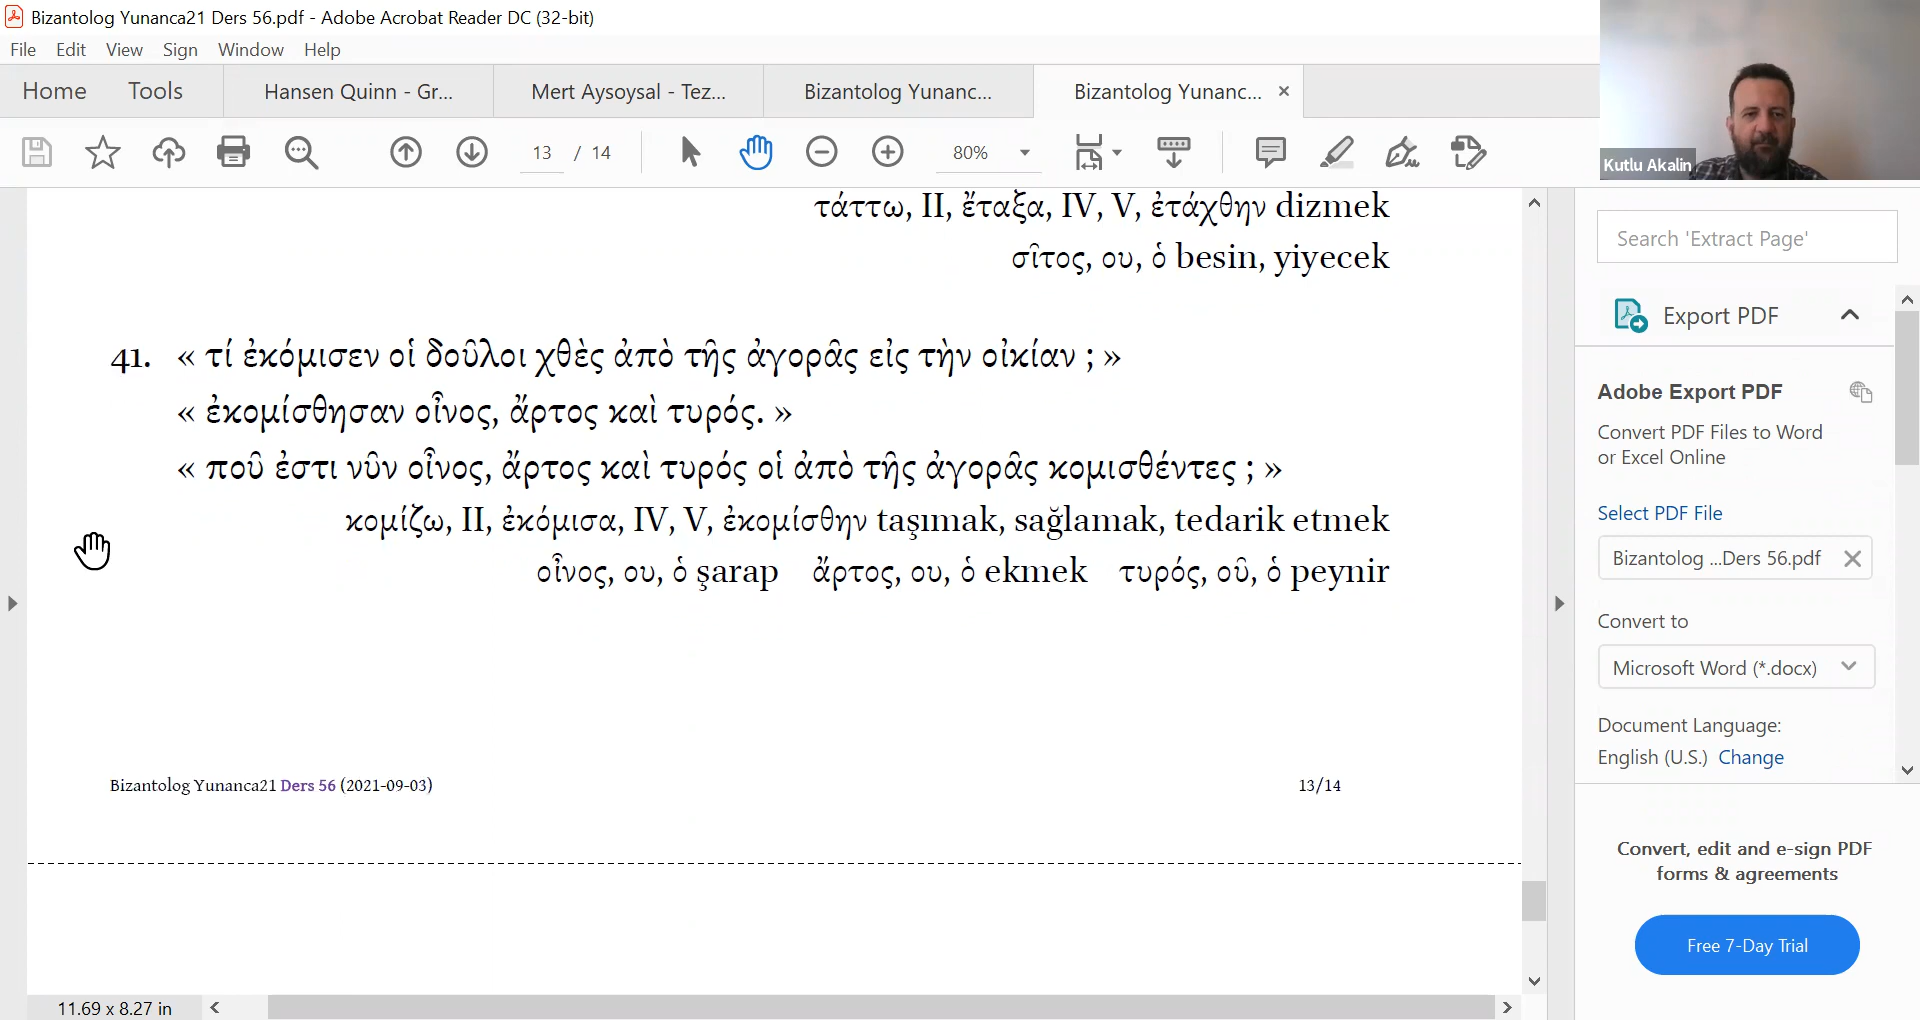 Bizantolog Yunanca21 Ders 56.pdf - Adobe Acrobat Reader DC (32-bit)
File Edit View Sign Window Help
Home Tools Hansen Quinn - Gr... Mert Aysoysal - Tez... Bizantolog Yunanc... Bizantolog Yunanc... ×
13 / 14 80%
Kutlu Akalin
τάττω, II, ἔταξα, IV, V, ἐτάχθην dizmek
σῖτος, ου, ὁ besin, yiyecek
41. « τί ἐκόμισεν οἱ δοῦλοι χθὲς ἀπὸ τῆς ἀγορᾶς εἰς τὴν οἰκίαν ; »
« ἐκομίσθησαν οἶνος, ἄρτος καὶ τυρός. »
« ποῦ ἐστι νῦν οἶνος, ἄρτος καὶ τυρός οἱ ἀπὸ τῆς ἀγορᾶς κομισθέντες ; »
κομίζω, II, ἐκόμισα, IV, V, ἐκομίσθην taşımak, sağlamak, tedarik etmek
οἶνος, ου, ὁ şarap ἄρτος, ου, ὁ ekmek τυρός, οῦ, ὁ peynir
Bizantolog Yunanca21 Ders 56 (2021-09-03) 13/14
11.69 x 8.27 in
Search 'Extract Page'
Export PDF
Adobe Export PDF
Convert PDF Files to Word
or Excel Online
Select PDF File
Bizantolog ...Ders 56.pdf
Convert to
Microsoft Word (*.docx)
Document Language:
English (U.S.) Change
Convert, edit and e-sign PDF
forms & agreements
Free 7-Day Trial